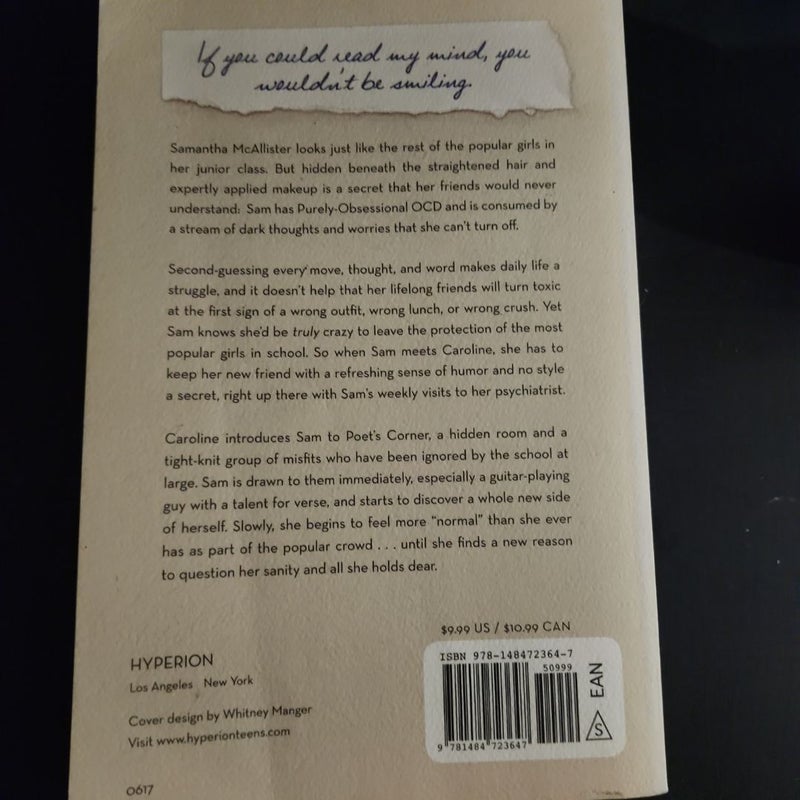 If you could read my mind, you
wouldn't be smiling.
Samantha McAllister looks just like the rest of the popular girls in
her junior class. But hidden beneath the straightened hair and
expertly applied makeup is a secret that her friends would never
understand: Sam has Purely-Obsessional OCD and is consumed by
a stream of dark thoughts and worries that she can't turn off.
Second-guessing every move, thought, and word makes daily life a
struggle, and it doesn't help that her lifelong friends will turn toxic
at the first sign of a wrong outfit, wrong lunch, or wrong crush. Yet
Sam knows she'd be truly crazy to leave the protection of the most
popular girls in school. So when Sam meets Caroline, she has to
keep her new friend with a refreshing sense of humor and no style
a secret, right up there with Sam's weekly visits to her psychiatrist.
Caroline introduces Sam to Poet's Corner, a hidden room and a
tight-knit group of misfits who have been ignored by the school at
large. Sam is drawn to them immediately, especially a guitar-playing
guy with a talent for verse, and starts to discover a whole new side
of herself. Slowly, she begins to feel more "normal" than she ever
has as part of the popular crowd . . . until she finds a new reason
to question her sanity and all she holds dear.
$9.99 US / $10.99 CAN
HYPERION
Los Angeles New York
Cover design by Whitney Manger
Visit www.hyperionteens.com
0617
ISBN 978-148472364-7
50999
EAN
S
9 781484 723647